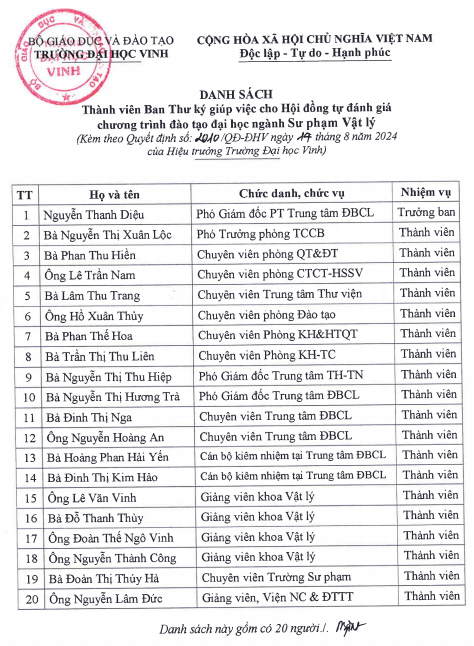 BỘ GIÁO DỤC VÀ ĐÀO TẠO CỘNG HÒA XÃ HỘI CHỦ NGHĨA VIỆT NAM
TRƯỜNG ĐẠI HỌC VINH Độc lập - Tự do - Hạnh phúc
DANH SÁCH
Thành viên Ban Thư ký giúp việc cho Hội đồng tự đánh giá
chương trình đào tạo đại học ngành Sư phạm Vật lý
(Kèm theo Quyết định số: 2010/QĐ-ĐHV ngày 14 tháng 8 năm 2024
của Hiệu trưởng Trường Đại học Vinh)
TT Họ và tên Chức danh, chức vụ Nhiệm vụ
1 Nguyễn Thanh Diệu Phó Giám đốc PT Trung tâm ĐBCL Trưởng ban
2 Bà Nguyễn Thị Xuân Lộc Phó Trưởng phòng TCCB Thành viên
3 Bà Phan Thu Hiền Chuyên viên phòng QT&ĐT Thành viên
4 Ông Lê Trần Nam Chuyên viên phòng CTCT-HSSV Thành viên
5 Bà Lâm Thu Trang Chuyên viên Trung tâm Thư viện Thành viên
6 Ông Hồ Xuân Thủy Chuyên viên phòng Đào tạo Thành viên
7 Bà Phan Thế Hoa Chuyên viên Phòng KH&HTQT Thành viên
8 Bà Trần Thị Thu Liên Chuyên viên Phòng KH-TC Thành viên
9 Bà Nguyễn Thị Thu Hiệp Phó Giám đốc Trung tâm TH-TN Thành viên
10 Bà Nguyễn Thị Hương Trà Phó Giám đốc Trung tâm ĐBCL Thành viên
11 Bà Đinh Thị Nga Chuyên viên Trung tâm ĐBCL Thành viên
12 Ông Nguyễn Hoàng An Chuyên viên Trung tâm ĐBCL Thành viên
13 Bà Hoàng Phan Hải Yến Cán bộ kiêm nhiệm tại Trung tâm ĐBCL Thành viên
14 Bà Đinh Thị Kim Hảo Cán bộ kiêm nhiệm tại Trung tâm ĐBCL Thành viên
15 Ông Lê Văn Vinh Giảng viên khoa Vật lý Thành viên
16 Bà Đỗ Thanh Thùy Giảng viên khoa Vật lý Thành viên
17 Ông Đoàn Thế Ngô Vinh Giảng viên khoa Vật lý Thành viên
18 Ông Nguyễn Thành Công Giảng viên khoa Vật lý Thành viên
19 Bà Đoàn Thị Thúy Hà Chuyên viên Trường Sư phạm Thành viên
20 Ông Nguyễn Lâm Đức Giảng viên, Viện NC & ĐTTT Thành viên
Danh sách này gồm có 20 người./.